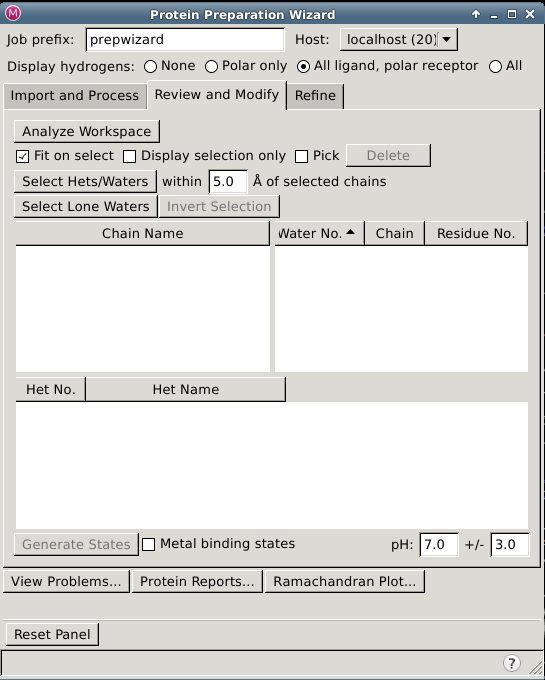 Protein Preparation Wizard
Job prefix: prepwizard Host: localhost (20)
Display hydrogens: None Polar only All ligand, polar receptor All
Import and Process Review and Modify Refine
Analyze Workspace
Fit on select Display selection only Pick Delete
Select Hets/Waters within 5.0 Å of selected chains
Select Lone Waters Invert Selection
Chain Name Water No. Chain Residue No.
Het No. Het Name
Generate States Metal binding states pH: 7.0 +/- 3.0
View Problems... Protein Reports... Ramachandran Plot...
Reset Panel
?